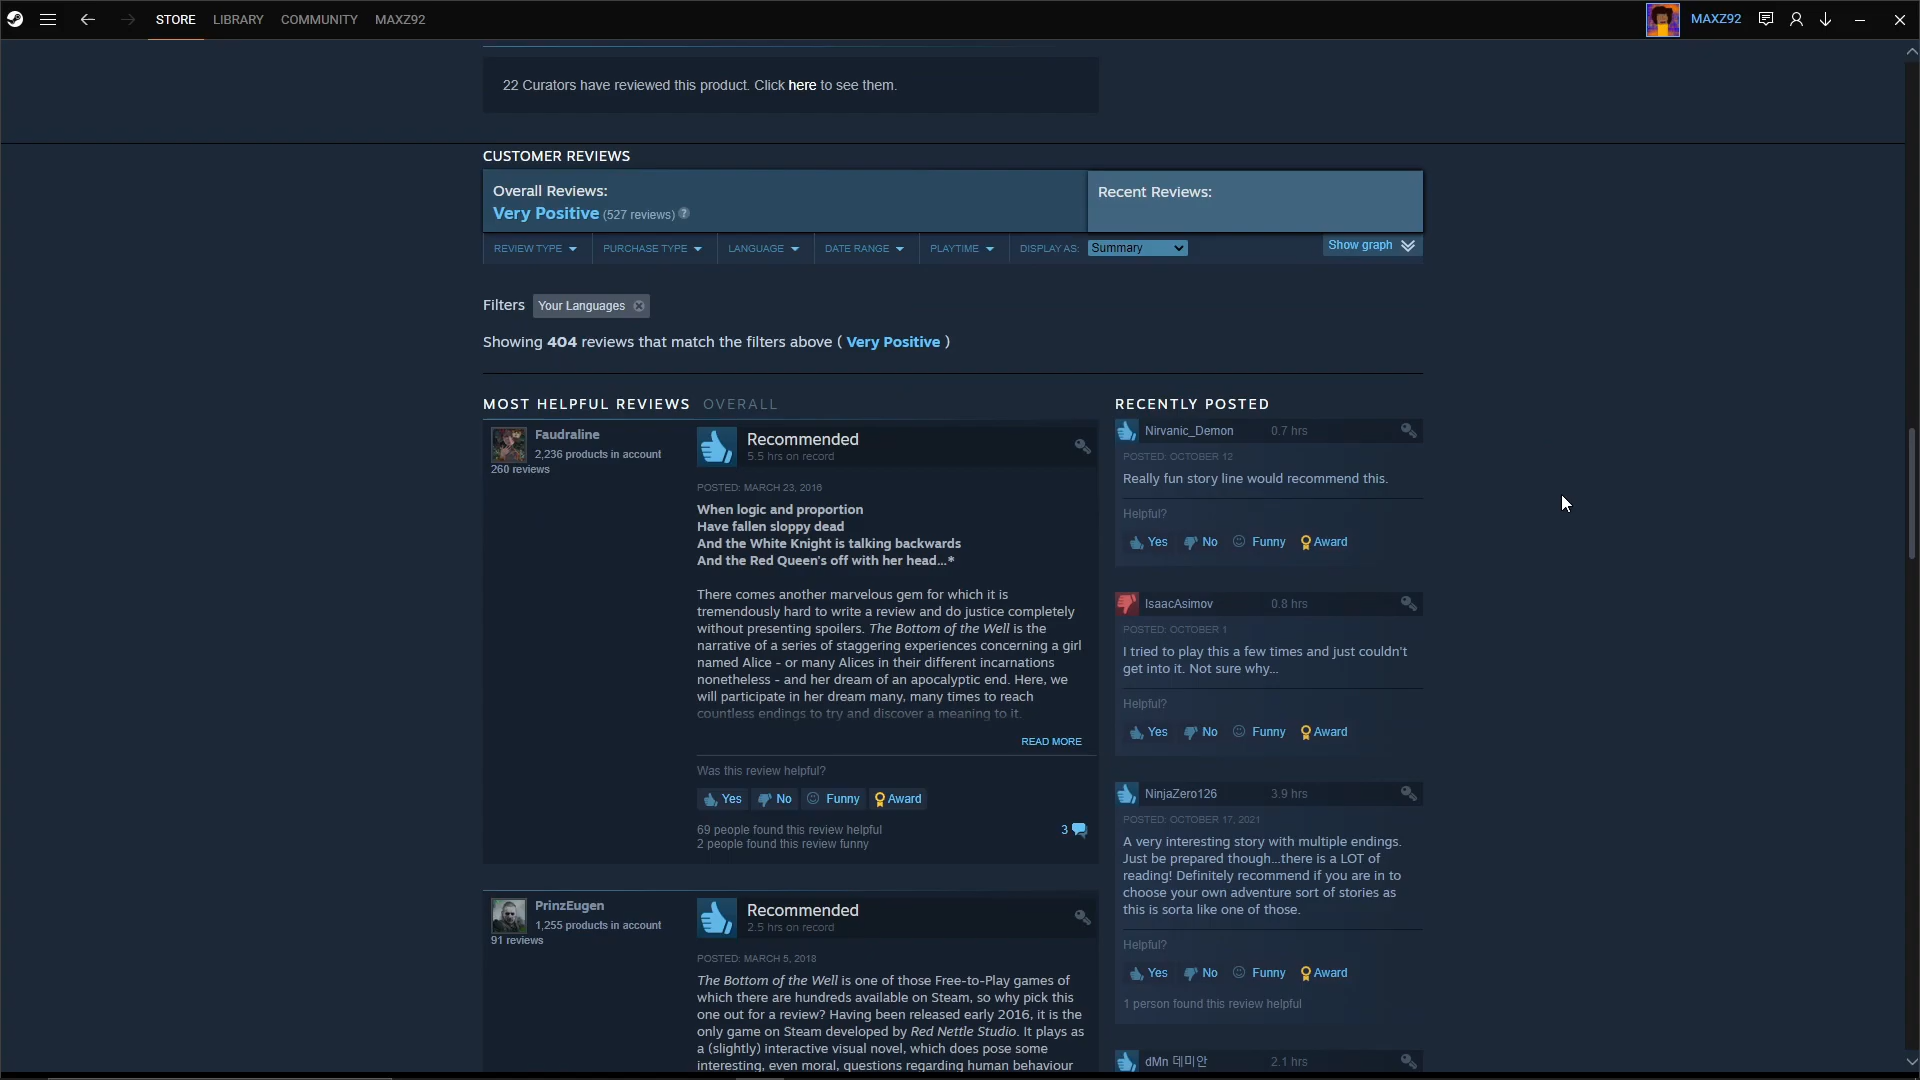 STORE LIBRARY COMMUNITY MAXZ92
MAXZ92
22 Curators have reviewed this product. Click here to see them.
CUSTOMER REVIEWS
Overall Reviews:
Very Positive (527 reviews) ?
Recent Reviews:
REVIEW TYPE PURCHASE TYPE LANGUAGE DATE RANGE PLAYTIME DISPLAY AS: Summary Show graph
Filters Your Languages
Showing 404 reviews that match the filters above ( Very Positive )
MOST HELPFUL REVIEWS OVERALL
Faudraline
2,236 products in account
260 reviews
Recommended
5.5 hrs on record
POSTED: MARCH 23, 2016
When logic and proportion
Have fallen sloppy dead
And the White Knight is talking backwards
And the Red Queen's off with her head...*
There comes another marvelous gem for which it is
tremendously hard to write a review and do justice completely
without presenting spoilers. The Bottom of the Well is the
narrative of a series of staggering experiences concerning a girl
named Alice - or many Alices in their different incarnations
nonetheless - and her dream of an apocalyptic end. Here, we
will participate in her dream many, many times to reach
countless endings to try and discover a meaning to it.
READ MORE
Was this review helpful?
Yes No Funny Award
69 people found this review helpful
2 people found this review funny
3
PrinzEugen
1,255 products in account
91 reviews
Recommended
2.5 hrs on record
POSTED: MARCH 5, 2018
The Bottom of the Well is one of those Free-to-Play games of
which there are hundreds available on Steam, so why pick this
one out for a review? Having been released early 2016, it is the
only game on Steam developed by Red Nettle Studio. It plays as
a (slightly) interactive visual novel, which does pose some
interesting, even moral, questions regarding human behaviour
RECENTLY POSTED
Nirvanic_Demon 0.7 hrs
POSTED: OCTOBER 12
Really fun story line would recommend this.
Helpful?
Yes No Funny Award
IsaacAsimov 0.8 hrs
POSTED: OCTOBER 1
I tried to play this a few times and just couldn't
get into it. Not sure why...
Helpful?
Yes No Funny Award
NinjaZero126 3.9 hrs
POSTED: OCTOBER 17, 2021
A very interesting story with multiple endings.
Just be prepared though...there is a LOT of
reading! Definitely recommend if you are in to
choose your own adventure sort of stories as
this is sorta like one of those.
Helpful?
Yes No Funny Award
1 person found this review helpful
dMn 데미안 2.1 hrs